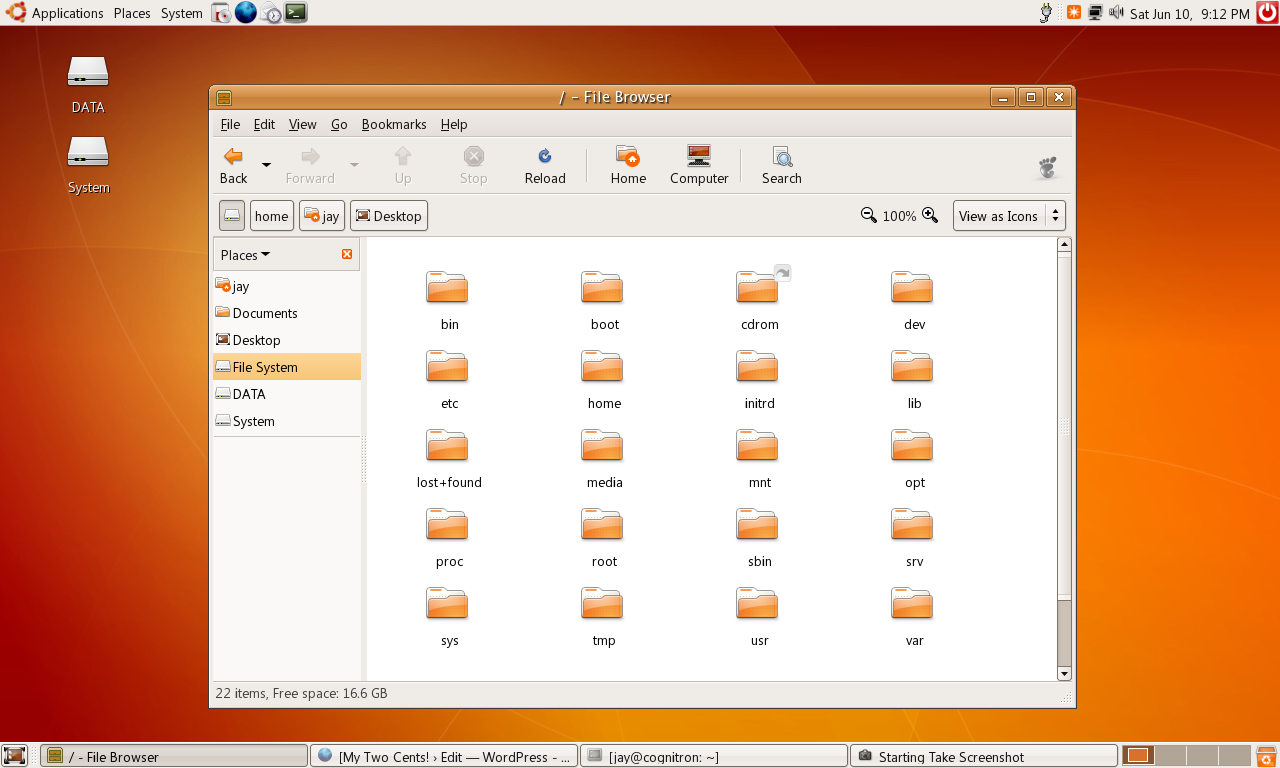 Applications Places System Sat Jun 10, 9:12 PM
DATA
System
/ - File Browser
File Edit View Go Bookmarks Help
Back Forward Up Stop Reload Home Computer Search
home jay Desktop 100% View as Icons
Places
jay
Documents
Desktop
File System
DATA
System
bin boot cdrom dev
etc home initrd lib
lost+found media mnt opt
proc root sbin srv
sys tmp usr var
22 items, Free space: 16.6 GB
/ - File Browser [My Two Cents! › Edit — WordPress - ... [jay@cognitron: ~] Starting Take Screenshot